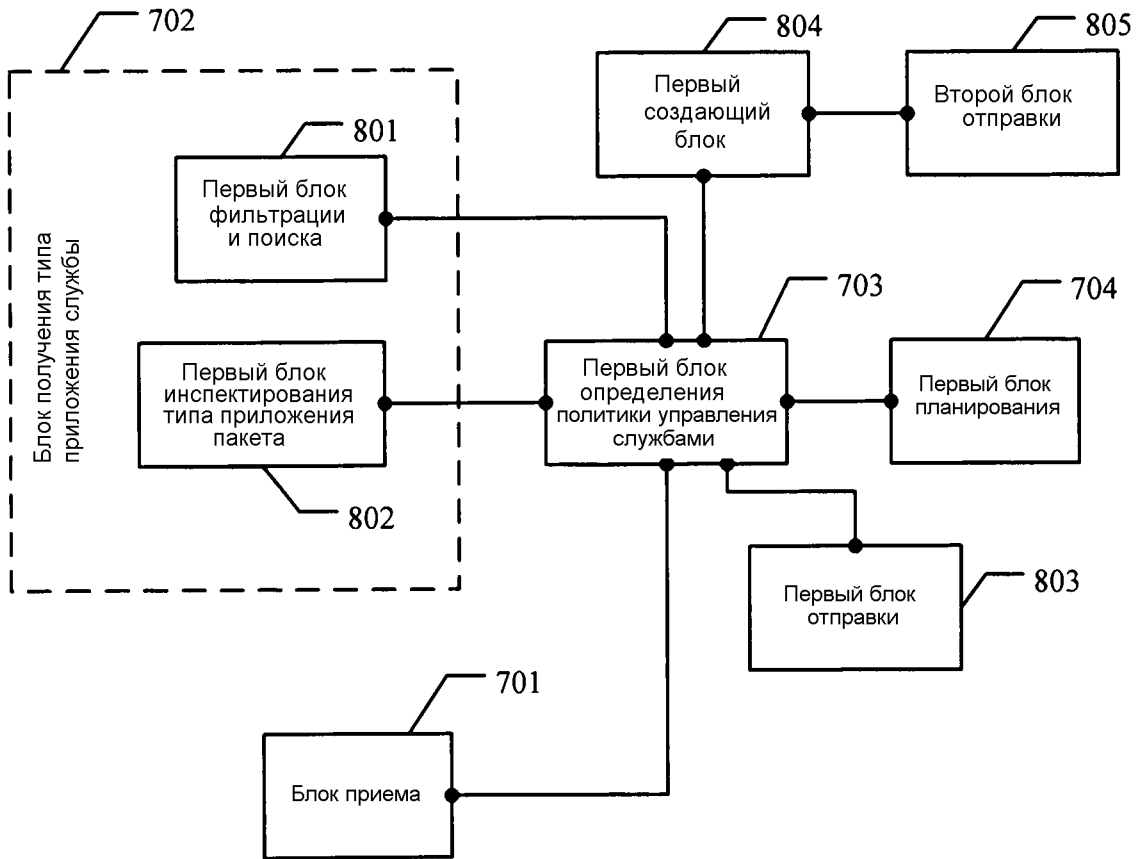 702
804
805
Первый
создающий
блок
Второй блок
отправки
801
Первый блок
фильтрации
и поиска
Блок получения типа
приложения службы
703
704
Первый блок
инспектирования
типа приложения
пакета
Первый блок
определения
политики управления
службами
Первый блок
планирования
802
Первый блок
отправки
803
701
Блок приема